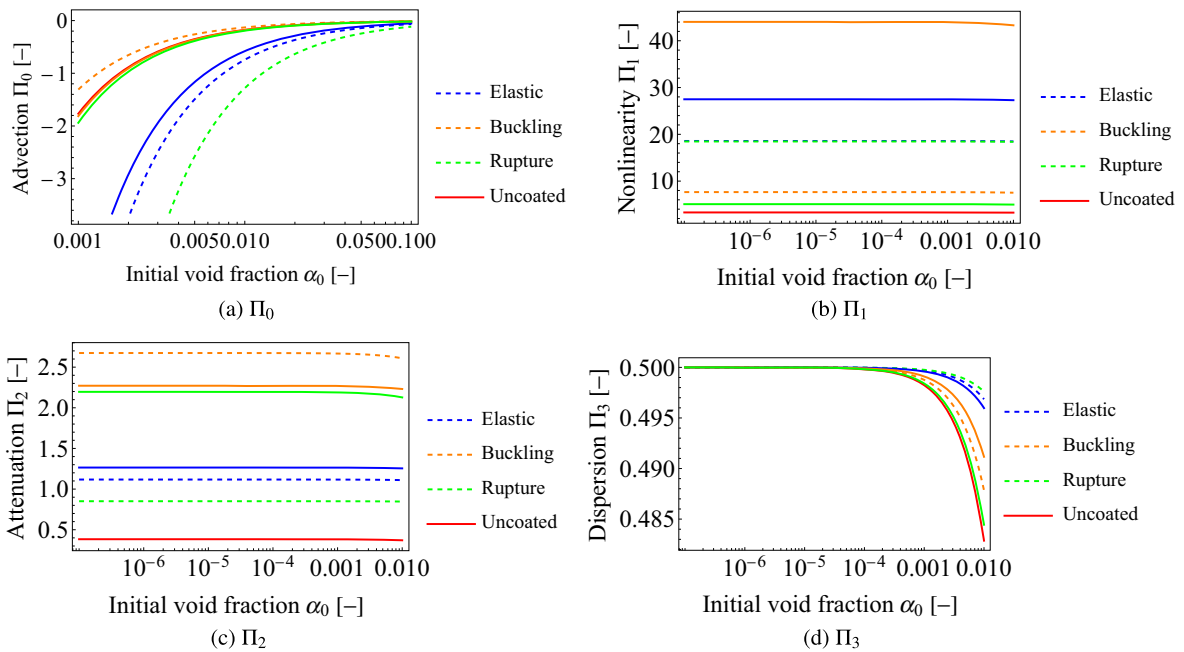 0
−1
−2
−3
Advection Π₀ [−]
0.001
0.0050.010
0.0500.100
Initial void fraction α₀ [−]
Elastic
Buckling
Rupture
Uncoated
(a) Π₀
40
30
20
10
Nonlinearity Π₁ [−]
10⁻⁶
10⁻⁵
10⁻⁴
0.001
0.010
Initial void fraction α₀ [−]
Elastic
Buckling
Rupture
Uncoated
(b) Π₁
2.5
2.0
1.5
1.0
0.5
Attenuation Π₂ [−]
10⁻⁶
10⁻⁵
10⁻⁴
0.001
0.010
Initial void fraction α₀ [−]
Elastic
Buckling
Rupture
Uncoated
(c) Π₂
0.500
0.495
0.490
0.485
Dispersion Π₃ [−]
10⁻⁶
10⁻⁵
10⁻⁴
0.001
0.010
Initial void fraction α₀ [−]
Elastic
Buckling
Rupture
Uncoated
(d) Π₃